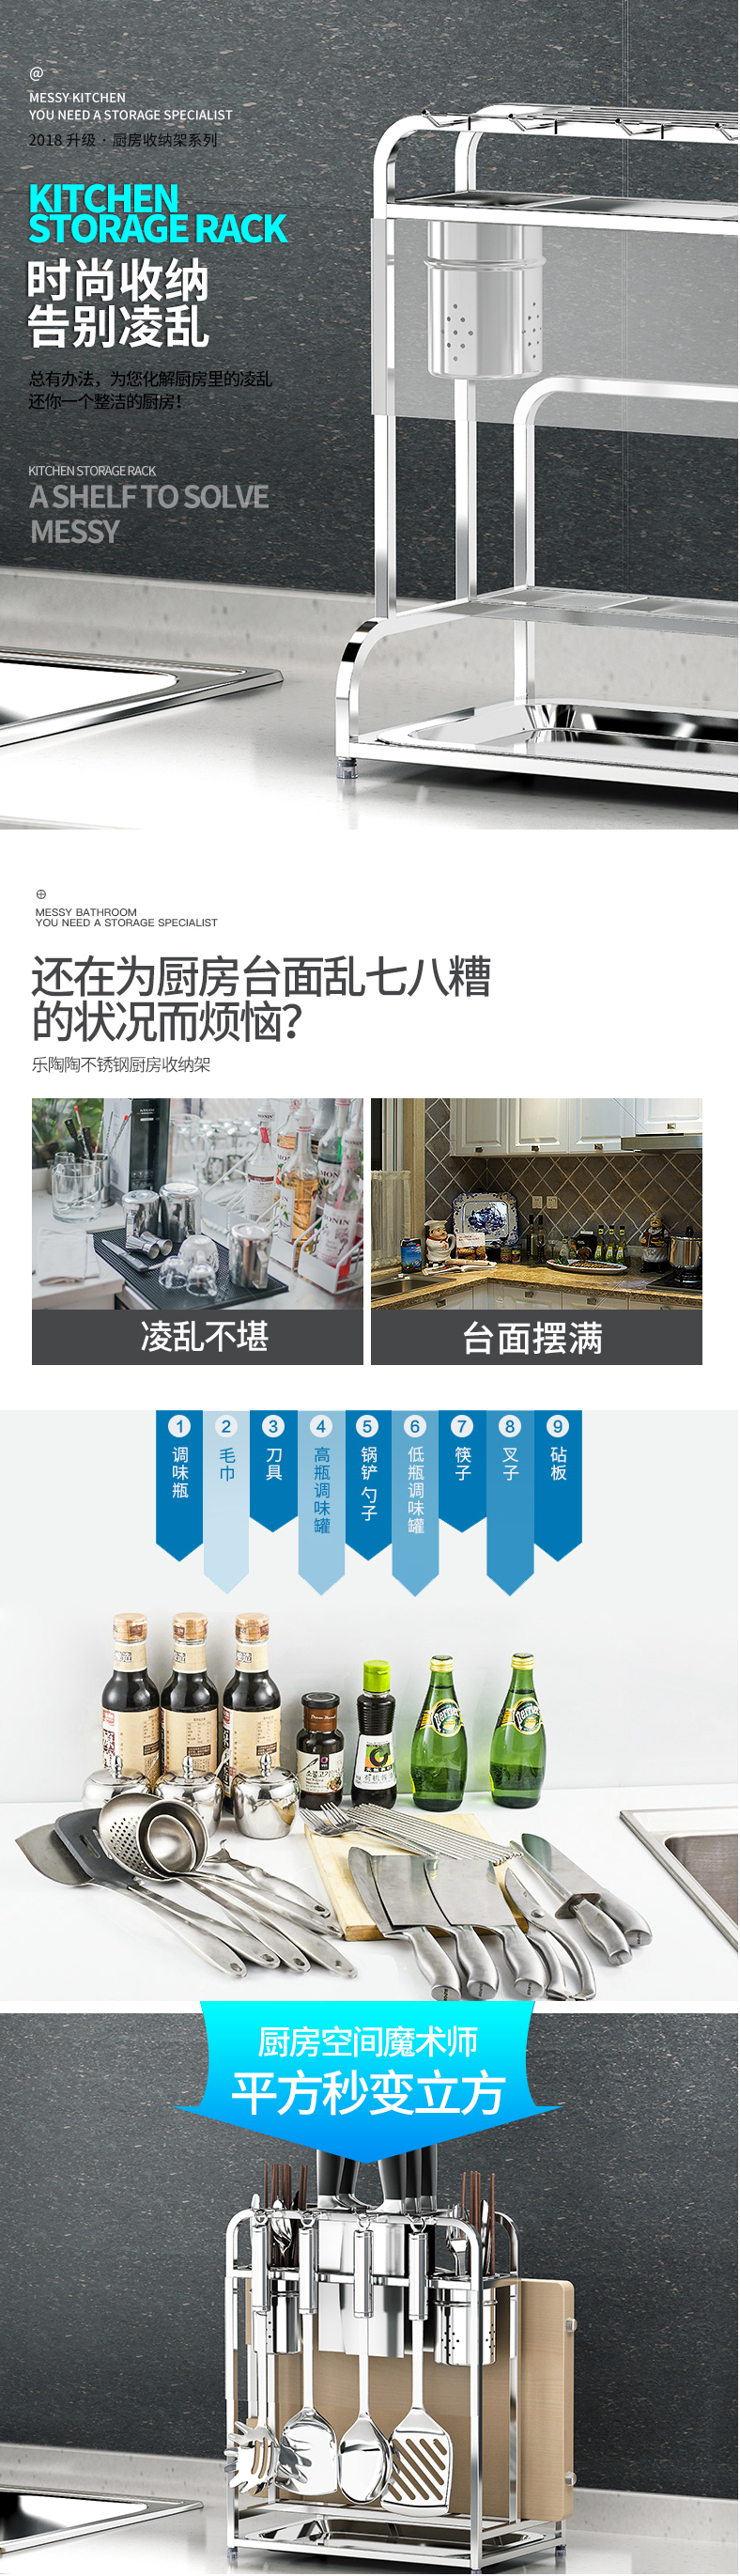 @
MESSY·KITCHEN
YOU NEED A STORAGE SPECIALIST
2018 升级 · 厨房收纳架系列
KITCHEN
STORAGE RACK
时尚收纳
告别凌乱
总有办法，为您化解厨房里的凌乱
还你一个整洁的厨房！
KITCHEN STORAGE RACK
A SHELF TO SOLVE
MESSY
MESSY BATHROOM
YOU NEED A STORAGE SPECIALIST
还在为厨房台面乱七八糟
的状况而烦恼？
乐陶陶不锈钢厨房收纳架
凌乱不堪
台面摆满
1 调味瓶
2 毛巾
3 刀具
4 高瓶调味罐
5 锅铲 勺子
6 低瓶调味罐
7 筷子
8 叉子
9 砧板
Perrier
Perrier
厨房空间魔术师
平方秒变立方